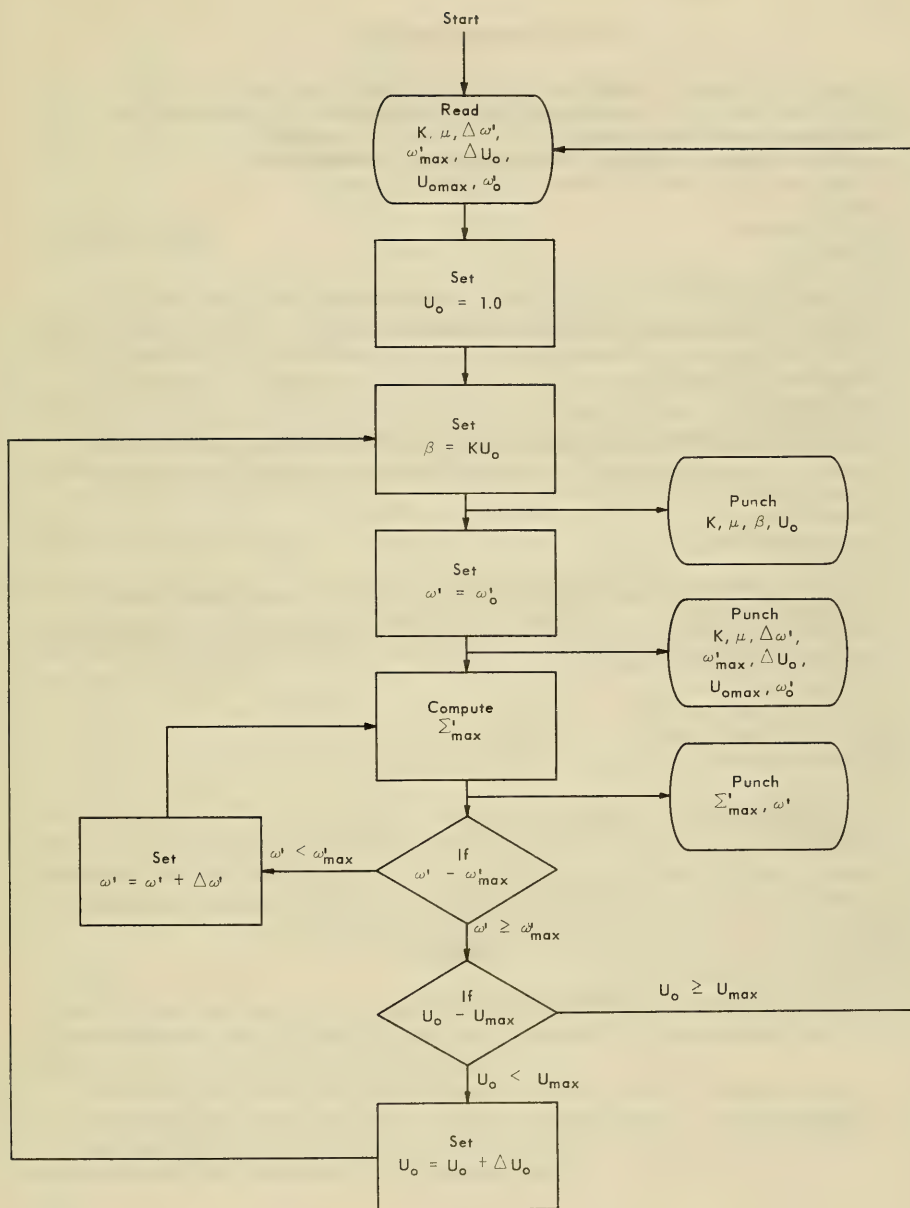 Start
Read
K, μ, Δω',
ω'max, ΔUo,
Uomax, ω'o
Set
Uo = 1.0
Set
β = KUo
Punch
K, μ, β, Uo
Set
ω' = ω'o
Punch
K, μ, Δω',
ω'max, ΔUo,
Uomax, ωo'
Compute
Σ'max
Punch
Σ'max, ω'
Set
ω' = ω' + Δω'
ω' < ω'max
If
ω' - ω'max
ω' ≥ ω'max
If
Uo - Umax
Uo ≥ Umax
Uo < Umax
Set
Uo = Uo + ΔUo